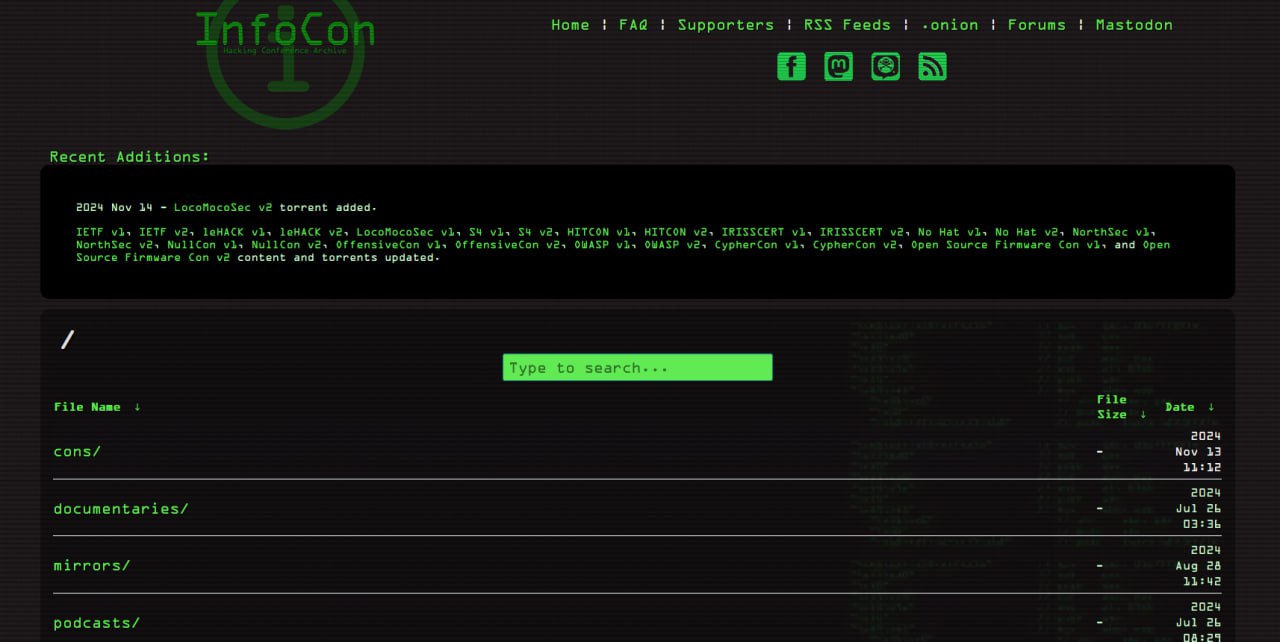 InfoCon
Hacking Conference Archive
Home | FAQ | Supporters | RSS Feeds | .onion | Forums | Mastodon
Recent Additions:
2024 Nov 14 - LocoMocoSec v2 torrent added.
IETF v1, IETF v2, leHACK v1, leHACK v2, LocoMocoSec v1, S4 v1, S4 v2, HITCON v1, HITCON v2, IRISSCERT v1, IRISSCERT v2, No Hat v1, No Hat v2, NorthSec v1,
NorthSec v2, NullCon v1, NullCon v2, OffensiveCon v1, OffensiveCon v2, OWASP v1, OWASP v2, CypherCon v1, CypherCon v2, Open Source Firmware Con v1, and Open
Source Firmware Con v2 content and torrents updated.
/
Type to search...
File Name ↓ File Size ↓ Date ↓
cons/ - 2024 Nov 13 11:12
documentaries/ - 2024 Jul 26 03:36
mirrors/ - 2024 Aug 28 11:42
podcasts/ - 2024 Jul 26 08:29